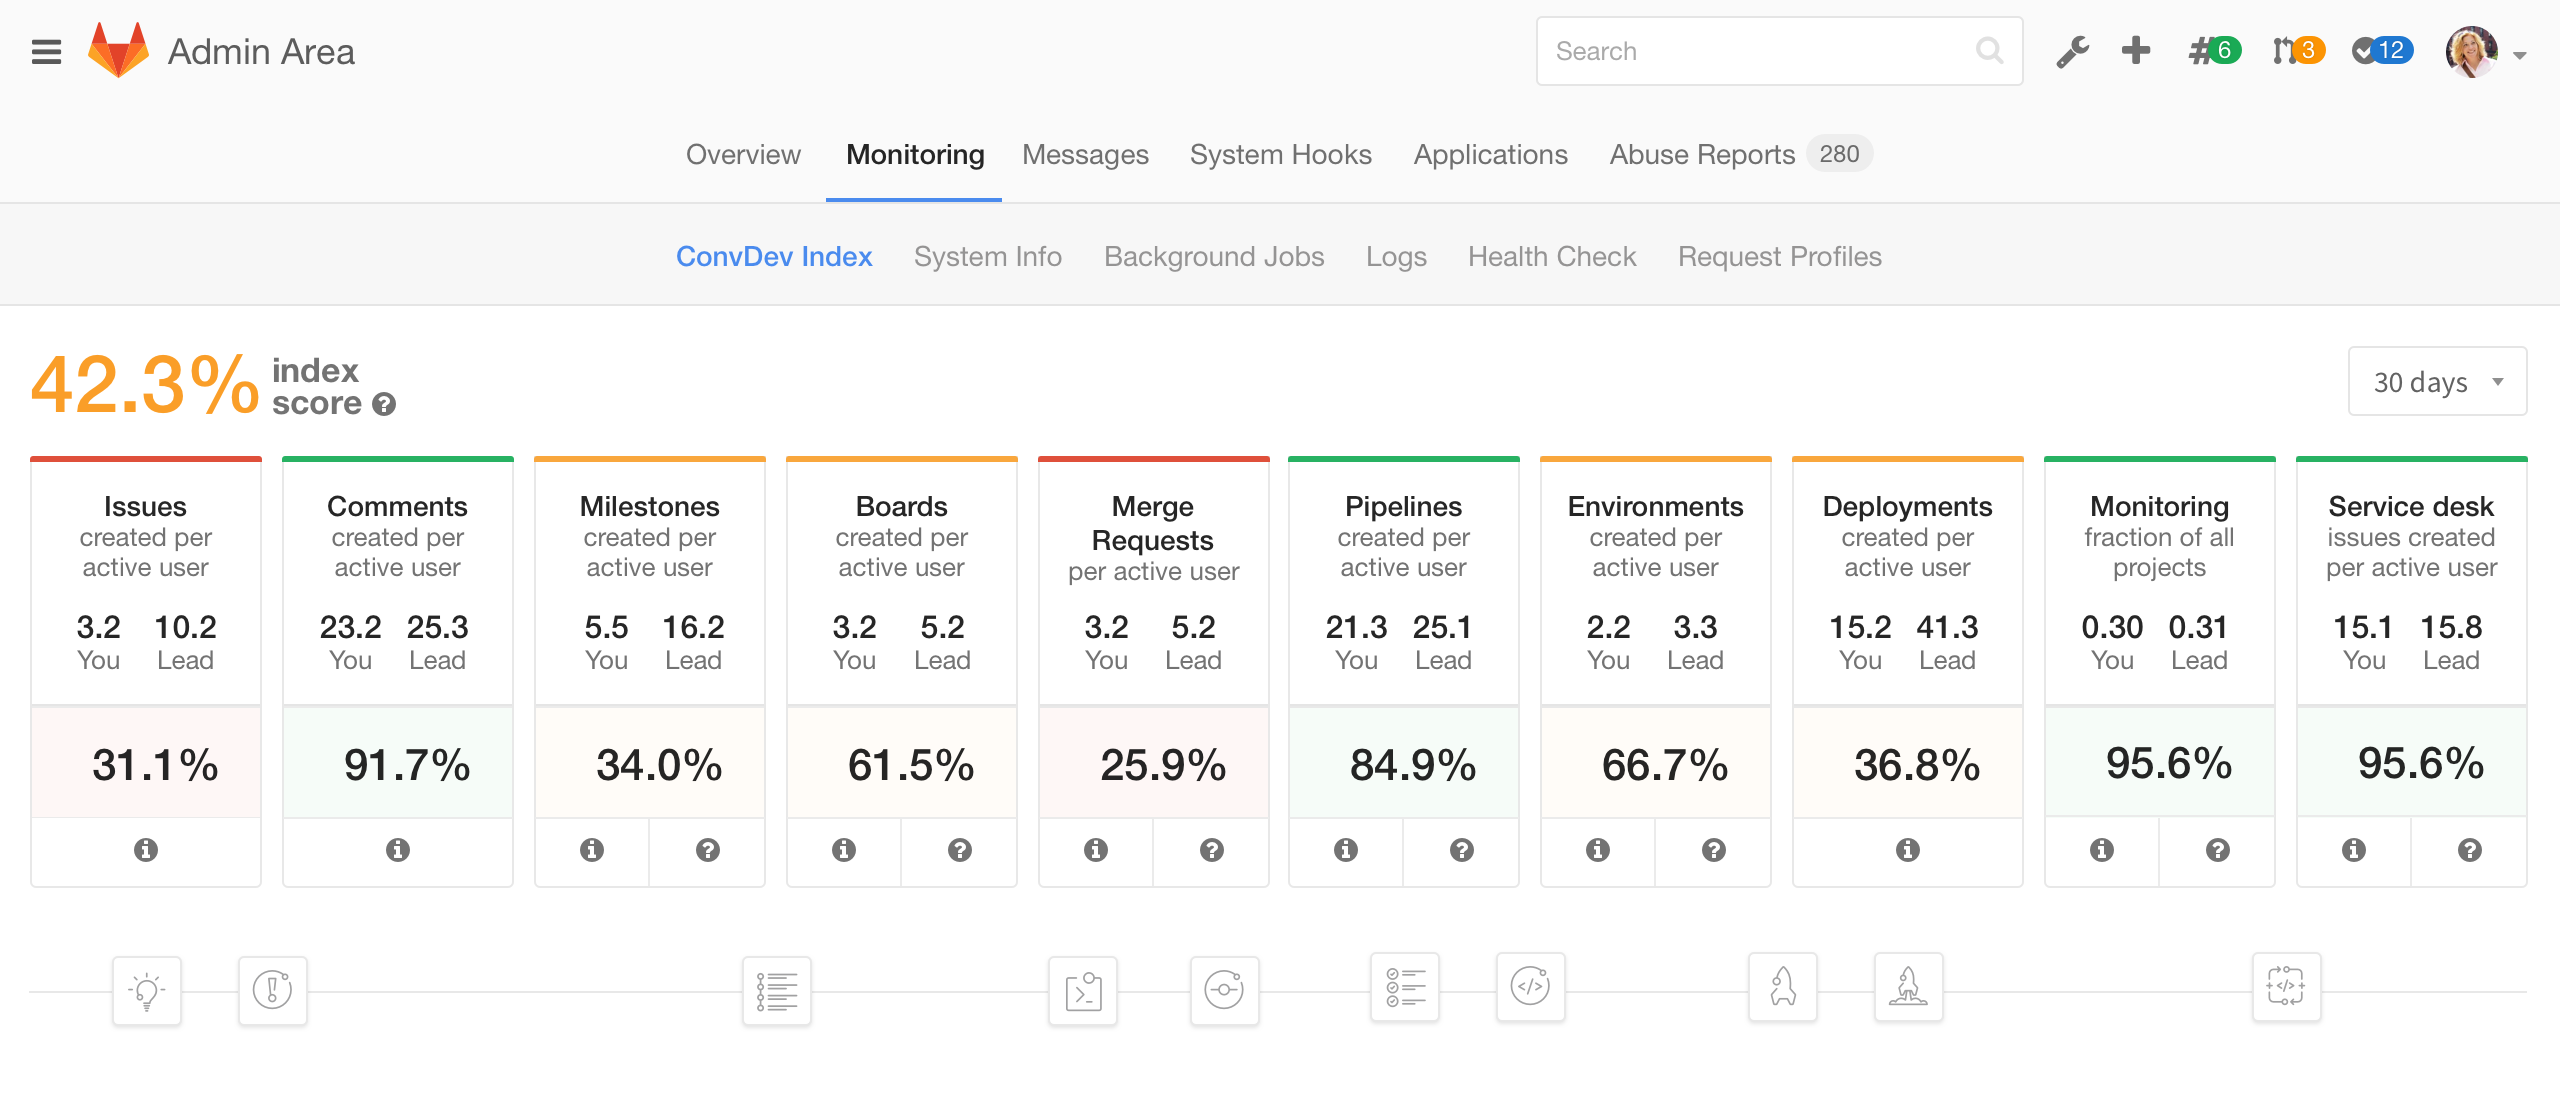 Admin Area
Search
6
3
12
Overview
Monitoring
Messages
System Hooks
Applications
Abuse Reports 280
ConvDev Index
System Info
Background Jobs
Logs
Health Check
Request Profiles
42.3%
index
score
30 days
Issues
created per
active user
3.2 10.2
You Lead
31.1%
Comments
created per
active user
23.2 25.3
You Lead
91.7%
Milestones
created per
active user
5.5 16.2
You Lead
34.0%
Boards
created per
active user
3.2 5.2
You Lead
61.5%
Merge
Requests
per active user
3.2 5.2
You Lead
25.9%
Pipelines
created per
active user
21.3 25.1
You Lead
84.9%
Environments
created per
active user
2.2 3.3
You Lead
66.7%
Deployments
created per
active user
15.2 41.3
You Lead
36.8%
Monitoring
fraction of all
projects
0.30 0.31
You Lead
95.6%
Service desk
issues created
per active user
15.1 15.8
You Lead
95.6%